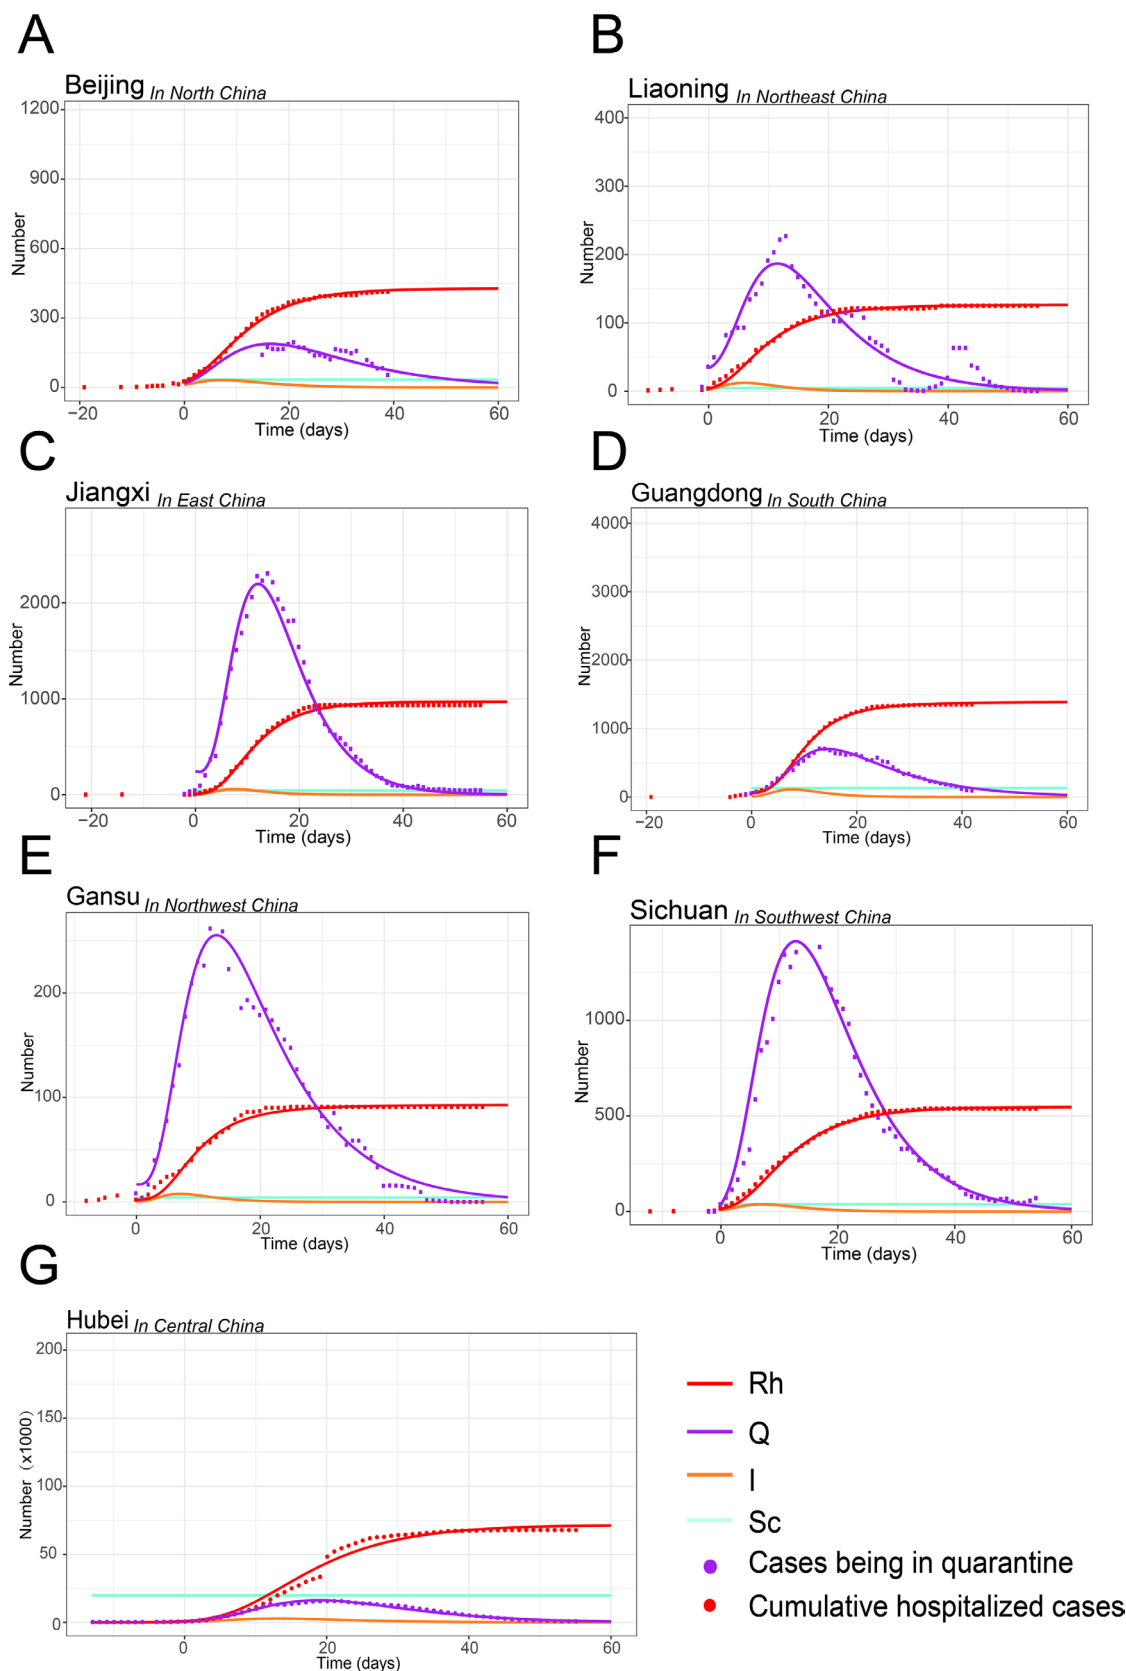 A
Beijing In North China
1200
900
600
300
0
Number
−20 0 20 40 60
Time (days)
B
Liaoning In Northeast China
400
300
200
100
0
Number
0 20 40 60
Time (days)
C
Jiangxi In East China
2000
1000
0
Number
−20 0 20 40 60
Time (days)
D
Guangdong In South China
4000
3000
2000
1000
0
Number
−20 0 20 40 60
Time (days)
E
Gansu In Northwest China
200
100
0
Number
0 20 40 60
Time (days)
F
Sichuan In Southwest China
1000
500
0
Number
0 20 40 60
Time (days)
G
Hubei In Central China
200
150
100
50
0
Number（x1000）
0 20 40 60
Time (days)
Rh
Q
I
Sc
Cases being in quarantine
Cumulative hospitalized cases